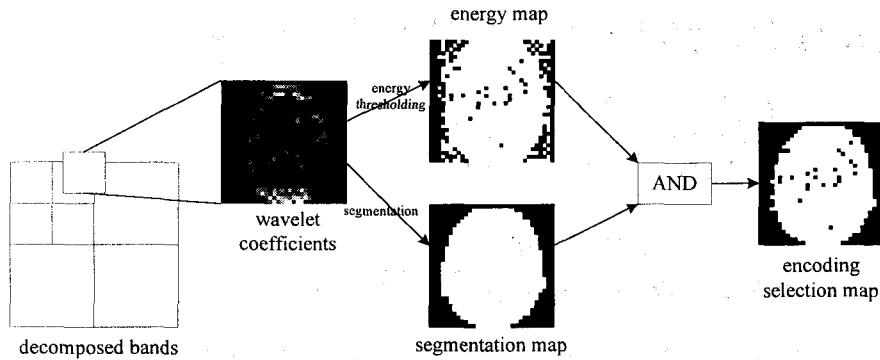 energy map
energy
thresholding
AND
wavelet
coefficients
segmentation
encoding
selection map
decomposed bands
segmentation map